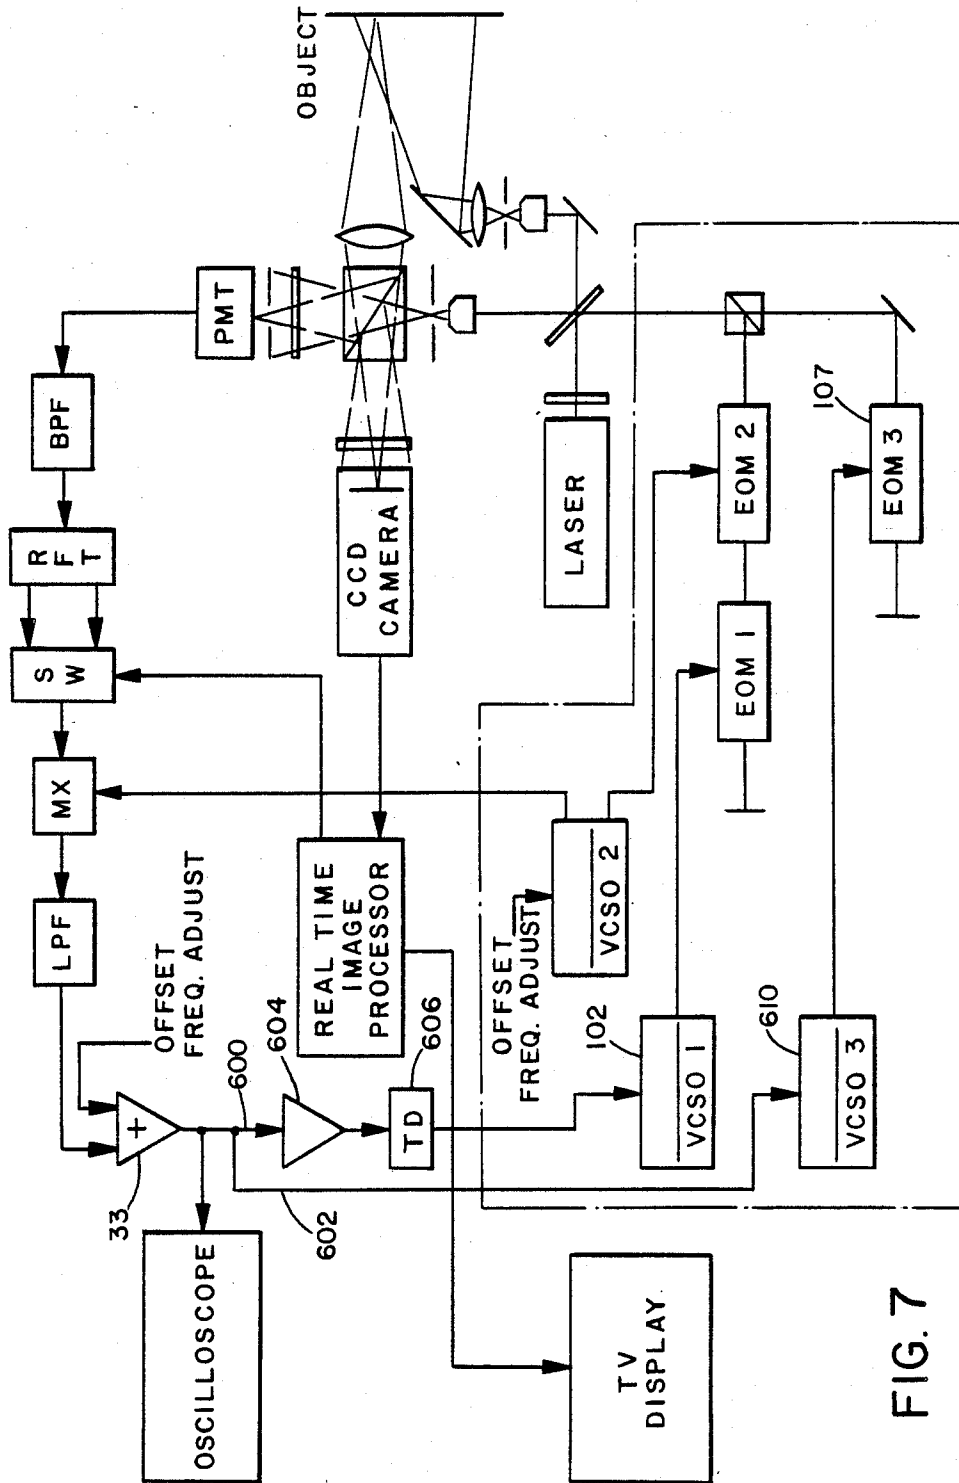 OBJECT
PMT
BPF
R
F
T
S
W
MX
LPF
OFFSET
FREQ. ADJUST
33
600
602
604
606
TD
OSCILLOSCOPE
CCD
CAMERA
REAL TIME
IMAGE
PROCESSOR
LASER
OFFSET
FREQ. ADJUST
VCSO 2
EOM 2
EOM 1
107
EOM 3
102
VCSO 1
610
VCSO 3
TV
DISPLAY
FIG. 7